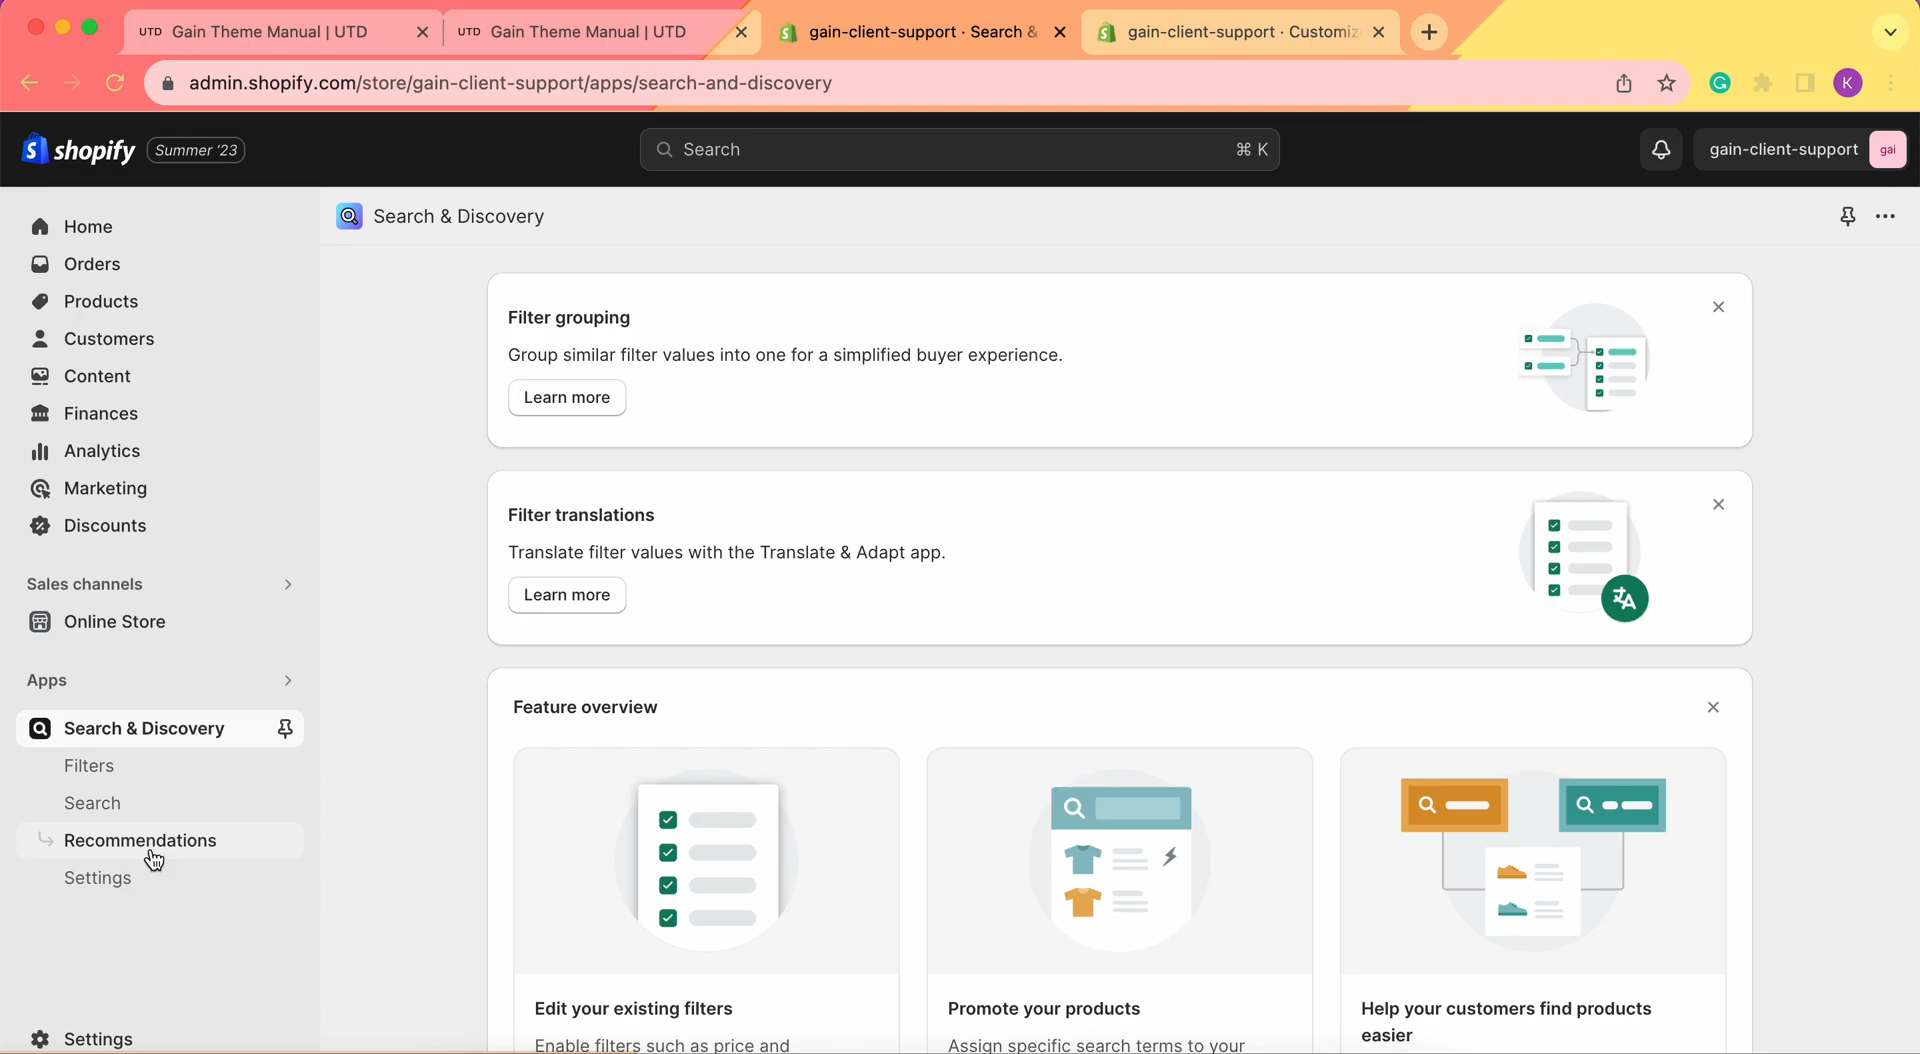 UTD Gain Theme Manual | UTD
UTD Gain Theme Manual | UTD
gain-client-support · Search &
gain-client-support · Customiz
admin.shopify.com/store/gain-client-support/apps/search-and-discovery
K
shopify
Summer '23
Search
⌘ K
gain-client-support
gai
Home
Orders
Products
Customers
Content
Finances
Analytics
Marketing
Discounts
Sales channels
Online Store
Apps
Search & Discovery
Filters
Search
Recommendations
Settings
Settings
Search & Discovery
Filter grouping
Group similar filter values into one for a simplified buyer experience.
Learn more
Filter translations
Translate filter values with the Translate & Adapt app.
Learn more
Feature overview
Edit your existing filters
Enable filters such as price and
Promote your products
Assign specific search terms to your
Help your customers find products
easier